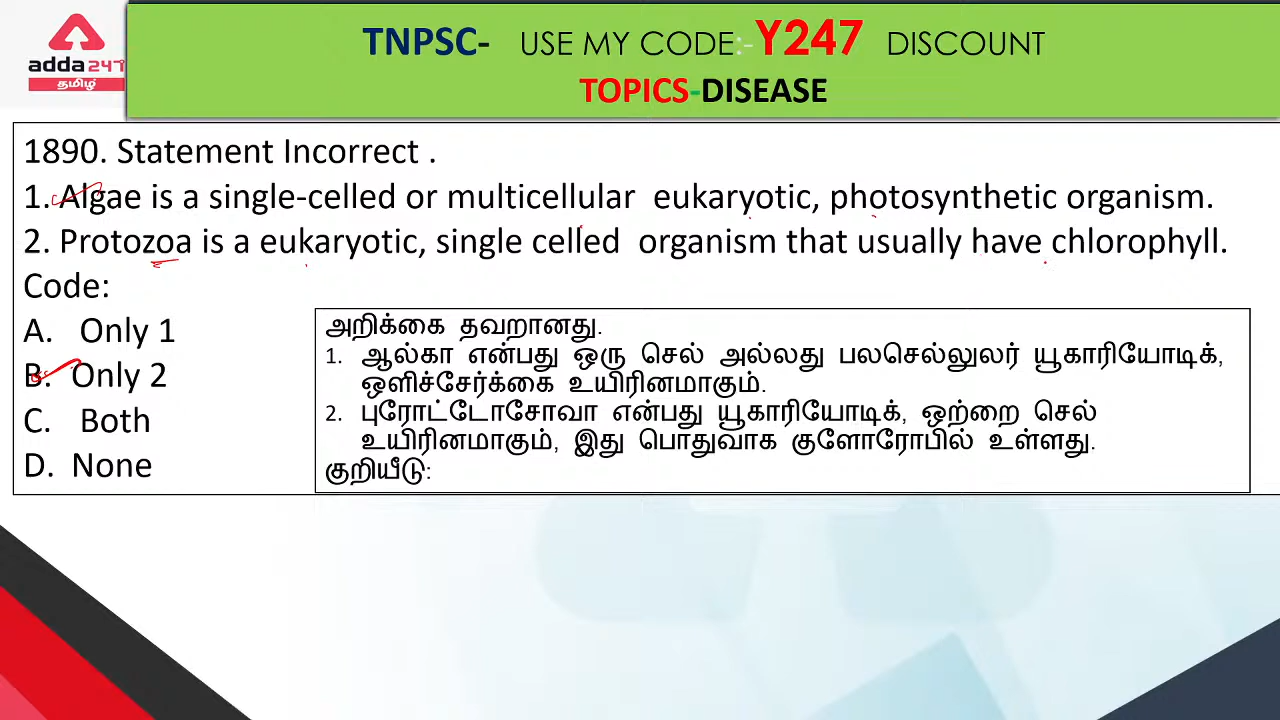 adda247
தமிழ்
TNPSC- USE MY CODE:-Y247 DISCOUNT
TOPICS-DISEASE
1890. Statement Incorrect .
1. Algae is a single-celled or multicellular eukaryotic, photosynthetic organism.
2. Protozoa is a eukaryotic, single celled organism that usually have chlorophyll.
Code:
A. Only 1
B. Only 2
C. Both
D. None
அறிக்கை தவறானது.
1. ஆல்கா என்பது ஒரு செல் அல்லது பலசெல்லுலர் யூகாரியோடிக்,
ஒளிச்சேர்க்கை உயிரினமாகும்.
2. புரோட்டோசோவா என்பது யூகாரியோடிக், ஒற்றை செல்
உயிரினமாகும், இது பொதுவாக குளோரோபில் உள்ளது.
குறியீடு: